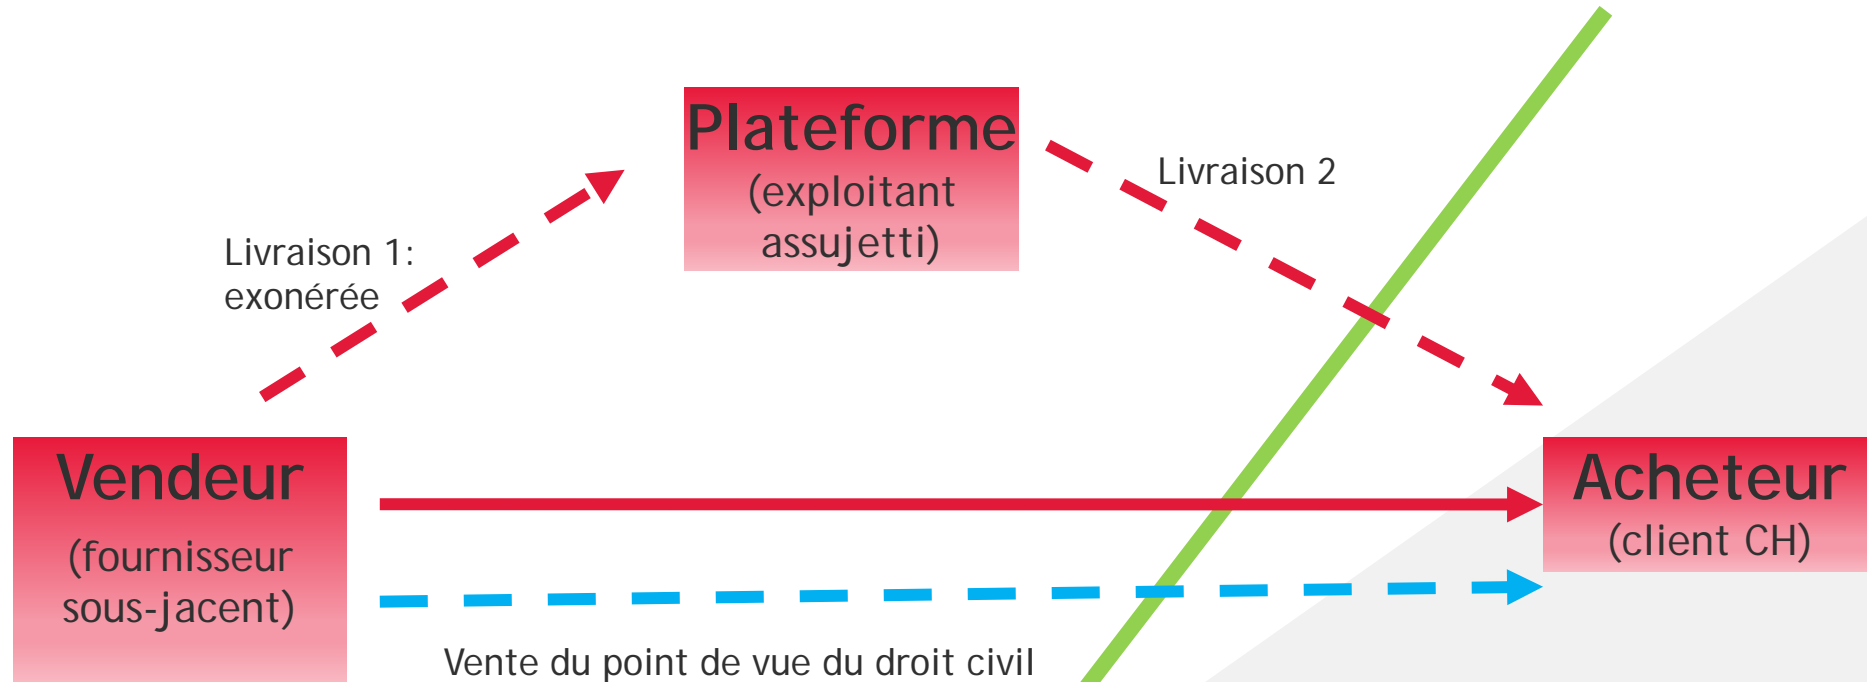 Plateforme
(exploitant
assujetti)
Livraison 2
Livraison 1:
exonérée
Vendeur
(fournisseur
sous-jacent)
Acheteur
(client CH)
Vente du point de vue du droit civil